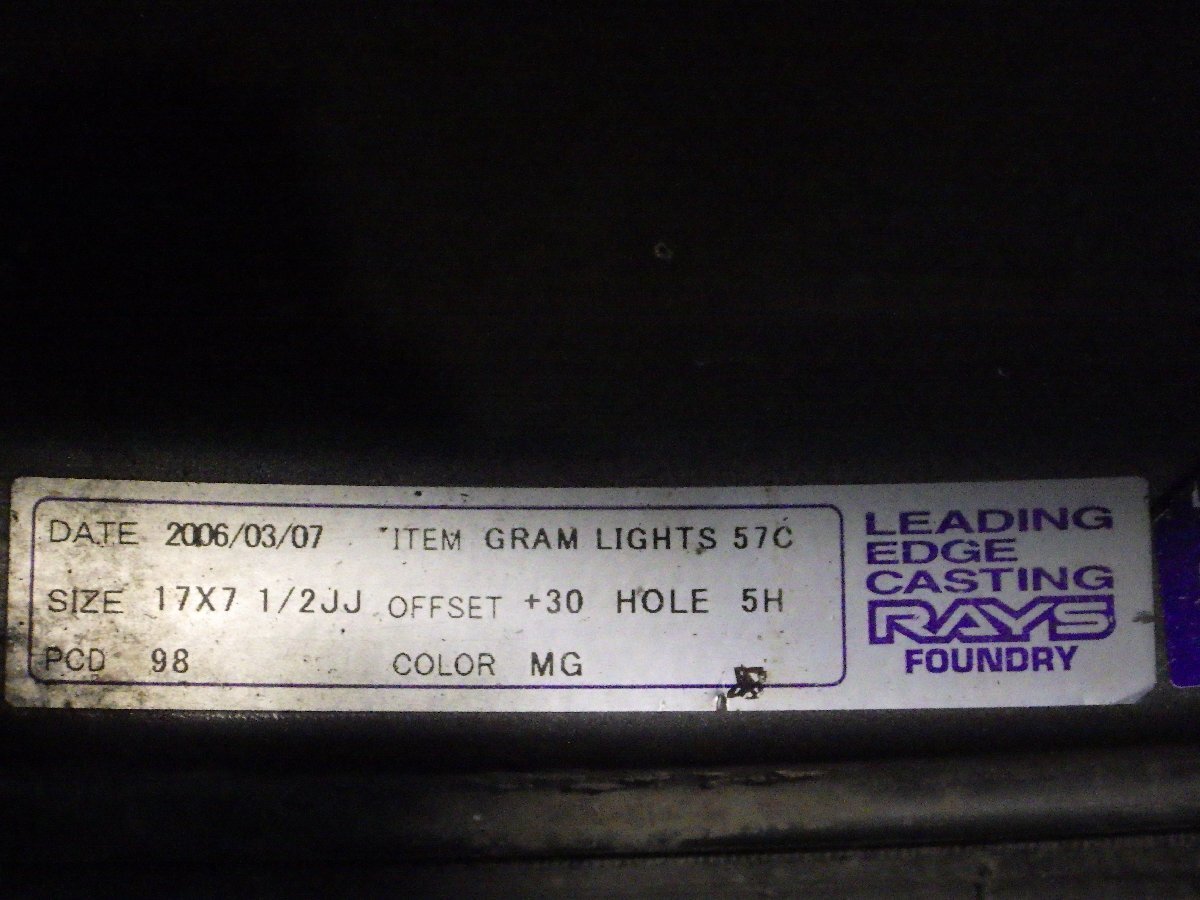 DATE 2006/03/07 ITEM GRAM LIGHTS 57C
SIZE 17X7 1/2JJ OFFSET +30 HOLE 5H
PCD 98 COLOR MG
LEADING
EDGE
CASTING
RAYS
FOUNDRY